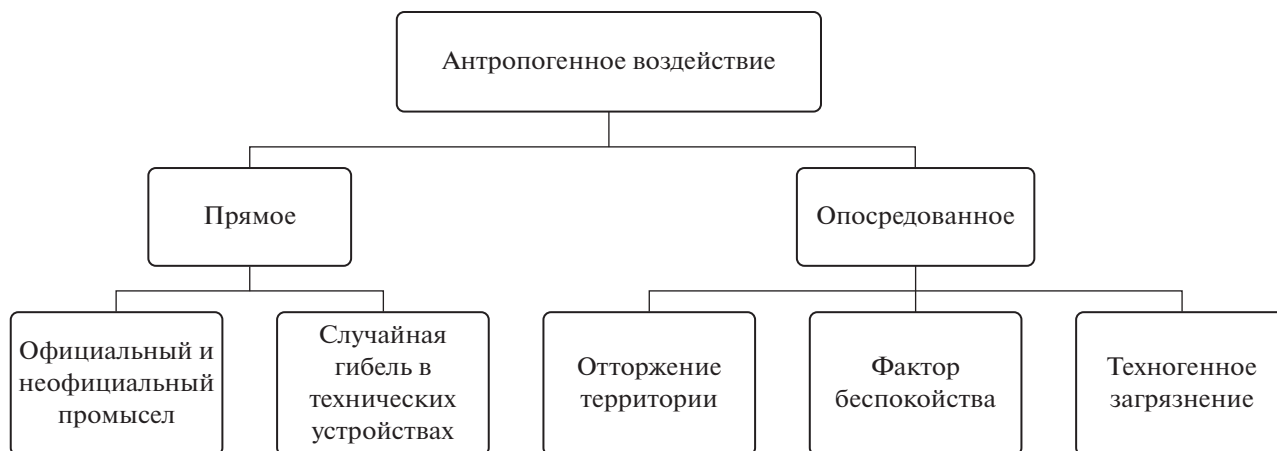 Антропогенное воздействие
Прямое
Опосредованное
Официальный и
неофициальный
промысел
Случайная
гибель в
технических
устройствах
Отторжение
территории
Фактор
беспокойства
Техногенное
загрязнение